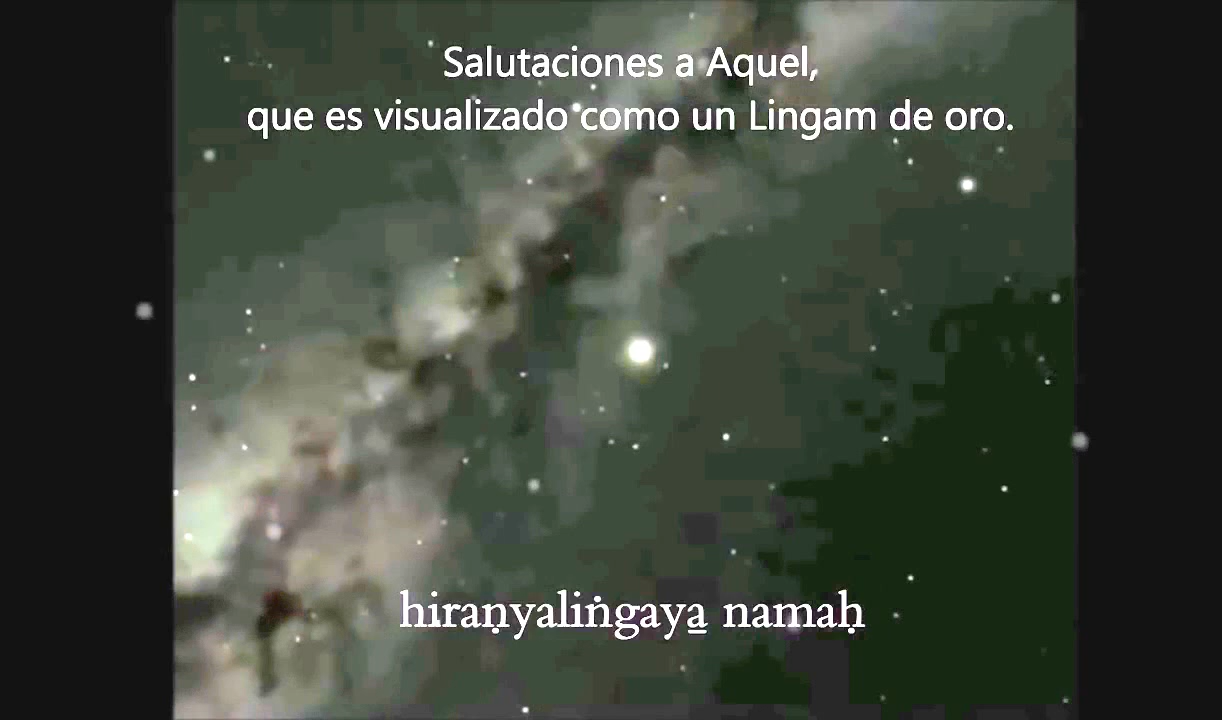 Salutaciones a Aquel,
que es visualizado como un Lingam de oro.
hiraṇyaliṅgaya̱ namaḥ